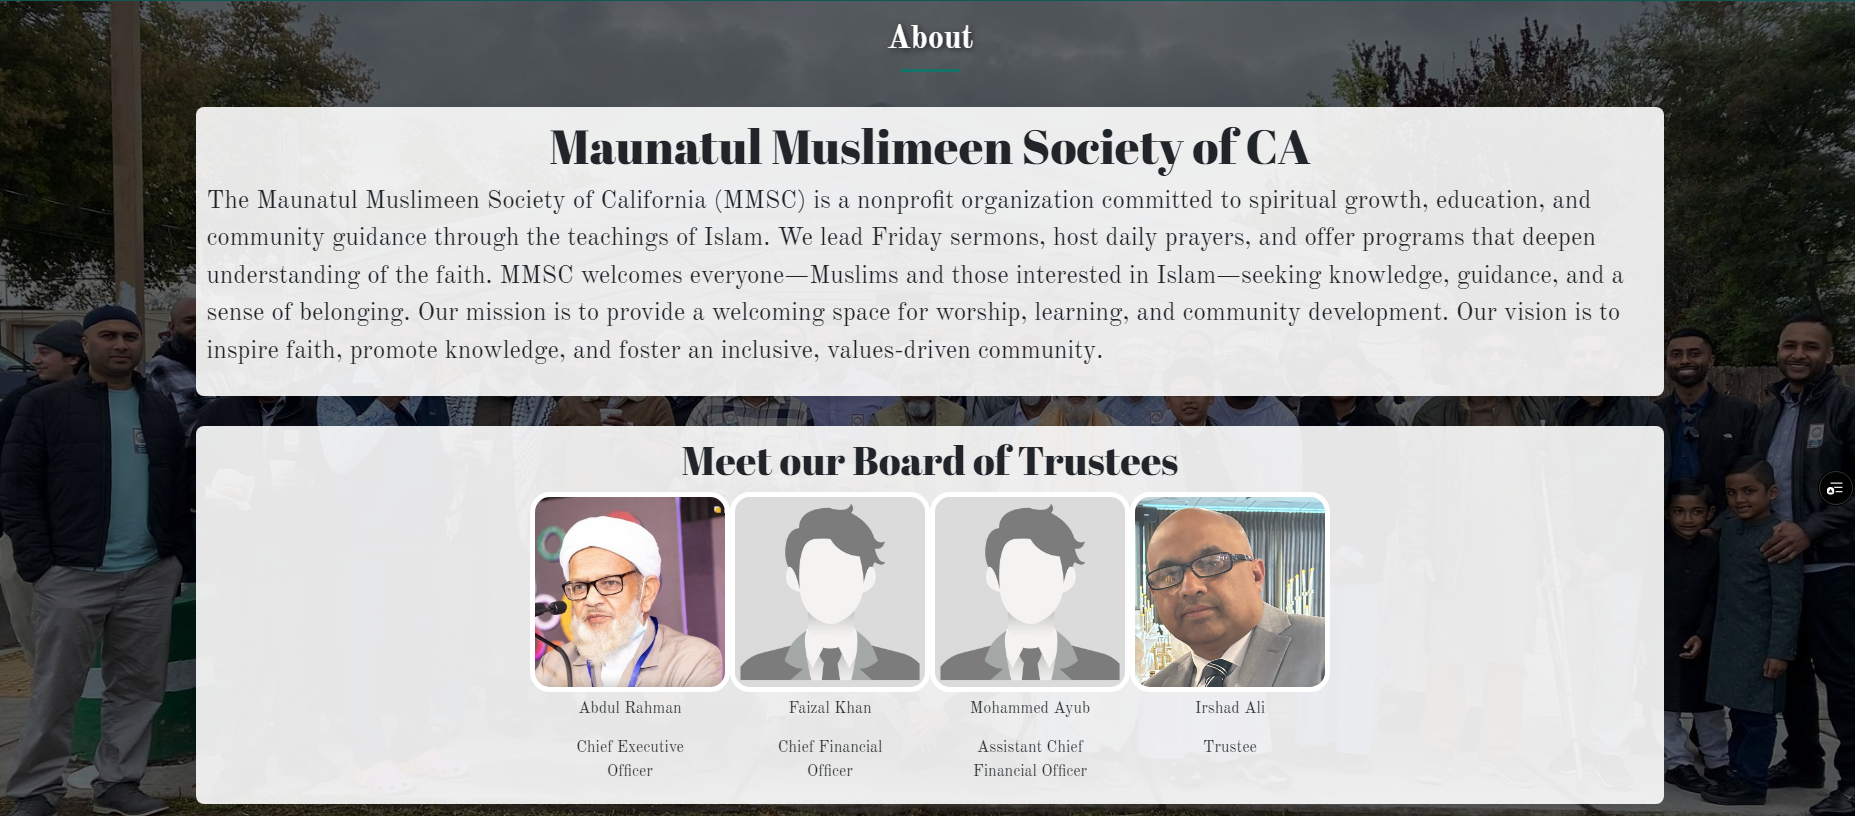 About
Maunatul Muslimeen Society of CA
The Maunatul Muslimeen Society of California (MMSC) is a nonprofit organization committed to spiritual growth, education, and
community guidance through the teachings of Islam. We lead Friday sermons, host daily prayers, and offer programs that deepen
understanding of the faith. MMSC welcomes everyone—Muslims and those interested in Islam—seeking knowledge, guidance, and a
sense of belonging. Our mission is to provide a welcoming space for worship, learning, and community development. Our vision is to
inspire faith, promote knowledge, and foster an inclusive, values-driven community.
Meet our Board of Trustees
Abdul Rahman
Chief Executive
Officer
Faizal Khan
Chief Financial
Officer
Mohammed Ayub
Assistant Chief
Financial Officer
Irshad Ali
Trustee